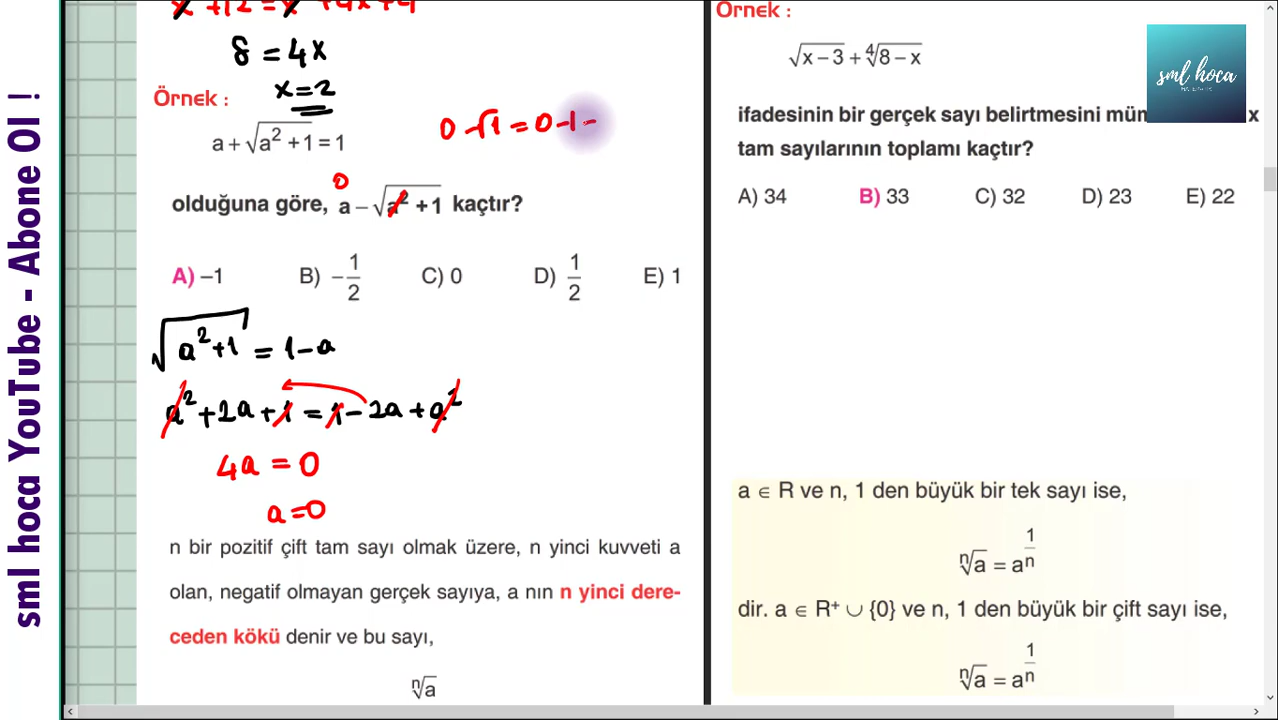 sml hoca YouTube - Abone Ol !
x +12 = x + 4x + 4
8 = 4x
x = 2
Örnek :
a + √a² + 1 = 1
0 - √1 = 0 - 1 =
0
olduğuna göre, a – √a² + 1 kaçtır?
A) –1 B) –1/2 C) 0 D) 1/2 E) 1
√a²+1 = 1-a
a² + 2a + 1 = 1 - 2a + a²
4a = 0
a = 0
n bir pozitif çift tam sayı olmak üzere, n yinci kuvveti a
olan, negatif olmayan gerçek sayıya, a nın n yinci dere-
ceden kökü denir ve bu sayı,
ⁿ√a
Örnek :
√x – 3 + ⁴√8 – x
sml hoca
ifadesinin bir gerçek sayı belirtmesini x
tam sayılarının toplamı kaçtır?
A) 34 B) 33 C) 32 D) 23 E) 22
a ∈ R ve n, 1 den büyük bir tek sayı ise,
ⁿ√a = a^(1/n)
dir. a ∈ R⁺ ∪ {0} ve n, 1 den büyük bir çift sayı ise,
ⁿ√a = a^(1/n)